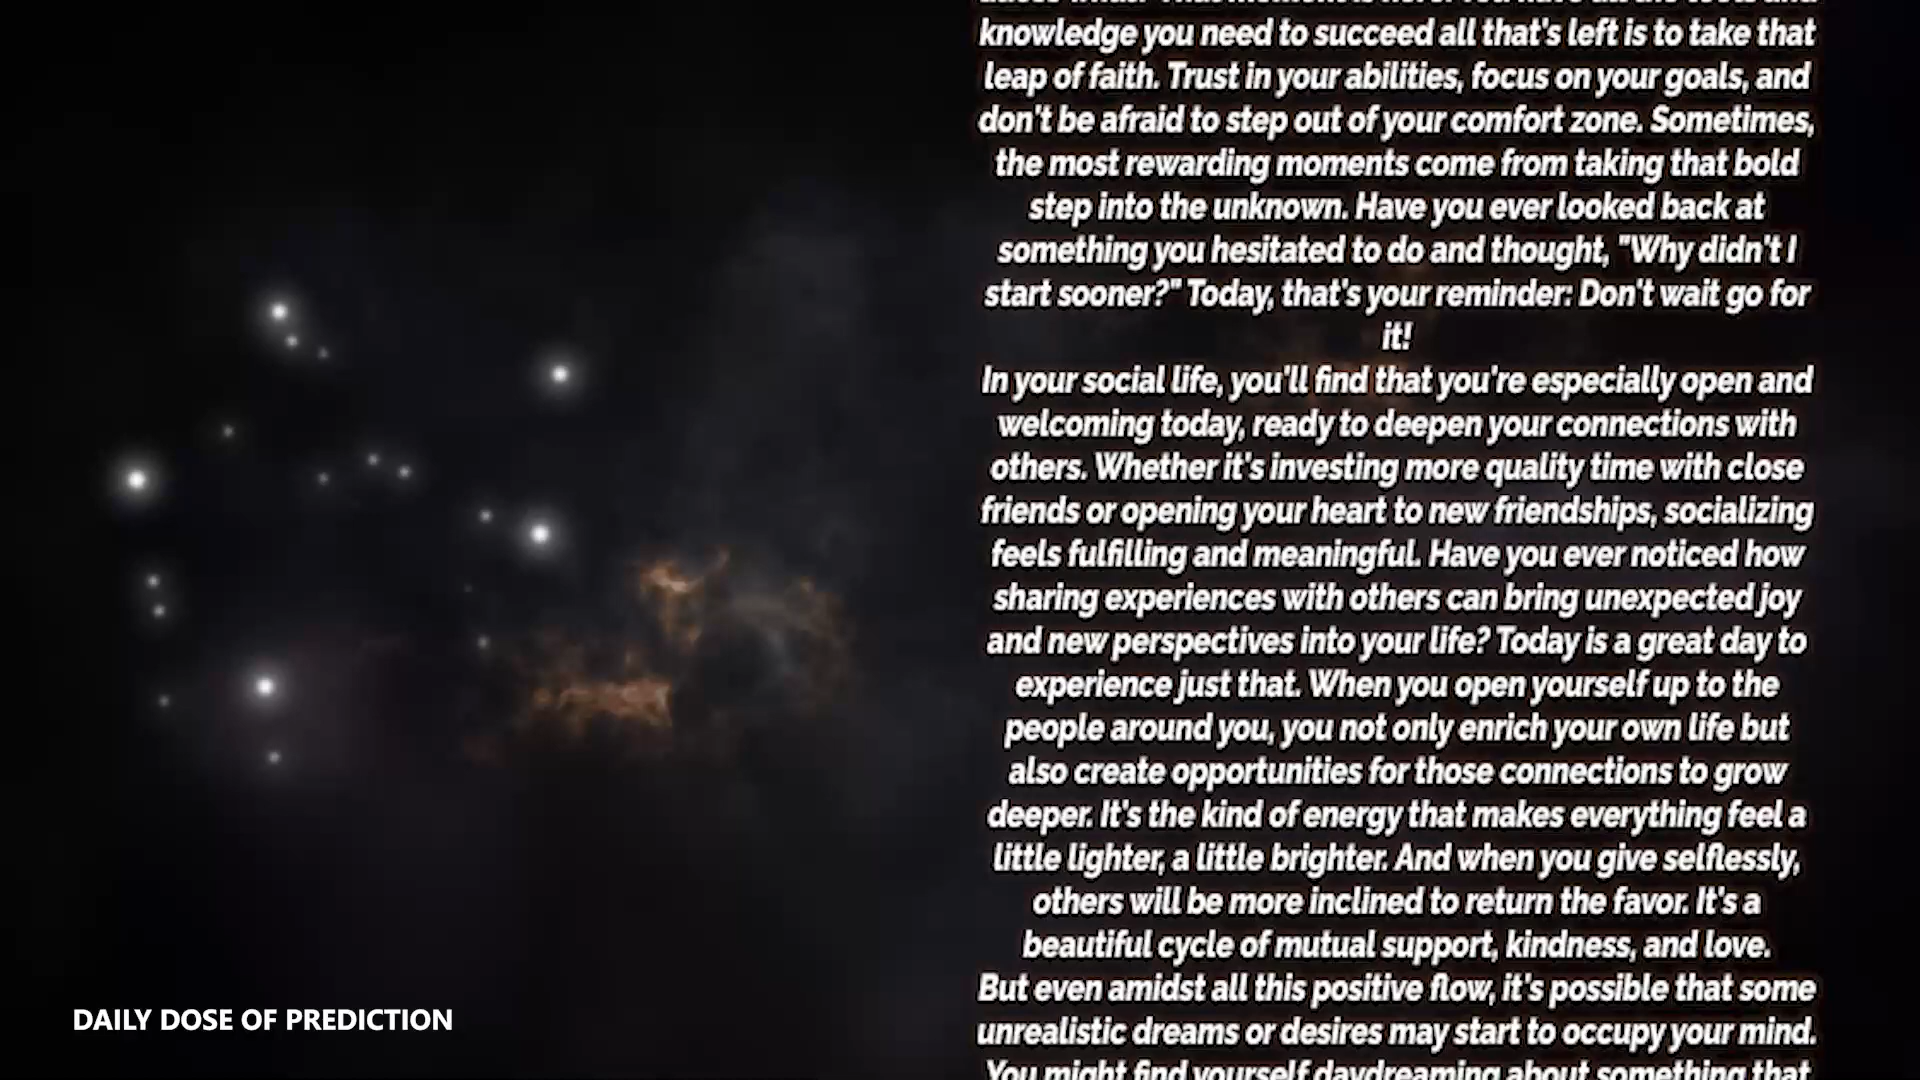 knowledge you need to succeed all that's left is to take that
leap of faith. Trust in your abilities, focus on your goals, and
don't be afraid to step out of your comfort zone. Sometimes,
the most rewarding moments come from taking that bold
step into the unknown. Have you ever looked back at
something you hesitated to do and thought, "Why didn't I
start sooner?" Today, that's your reminder: Don't wait go for
it!
In your social life, you'll find that you're especially open and
welcoming today, ready to deepen your connections with
others. Whether it's investing more quality time with close
friends or opening your heart to new friendships, socializing
feels fulfilling and meaningful. Have you ever noticed how
sharing experiences with others can bring unexpected joy
and new perspectives into your life? Today is a great day to
experience just that. When you open yourself up to the
people around you, you not only enrich your own life but
also create opportunities for those connections to grow
deeper. It's the kind of energy that makes everything feel a
little lighter, a little brighter. And when you give selflessly,
others will be more inclined to return the favor. It's a
beautiful cycle of mutual support, kindness, and love.
But even amidst all this positive flow, it's possible that some
unrealistic dreams or desires may start to occupy your mind.
You might find yourself daydreaming about something that
DAILY DOSE OF PREDICTION